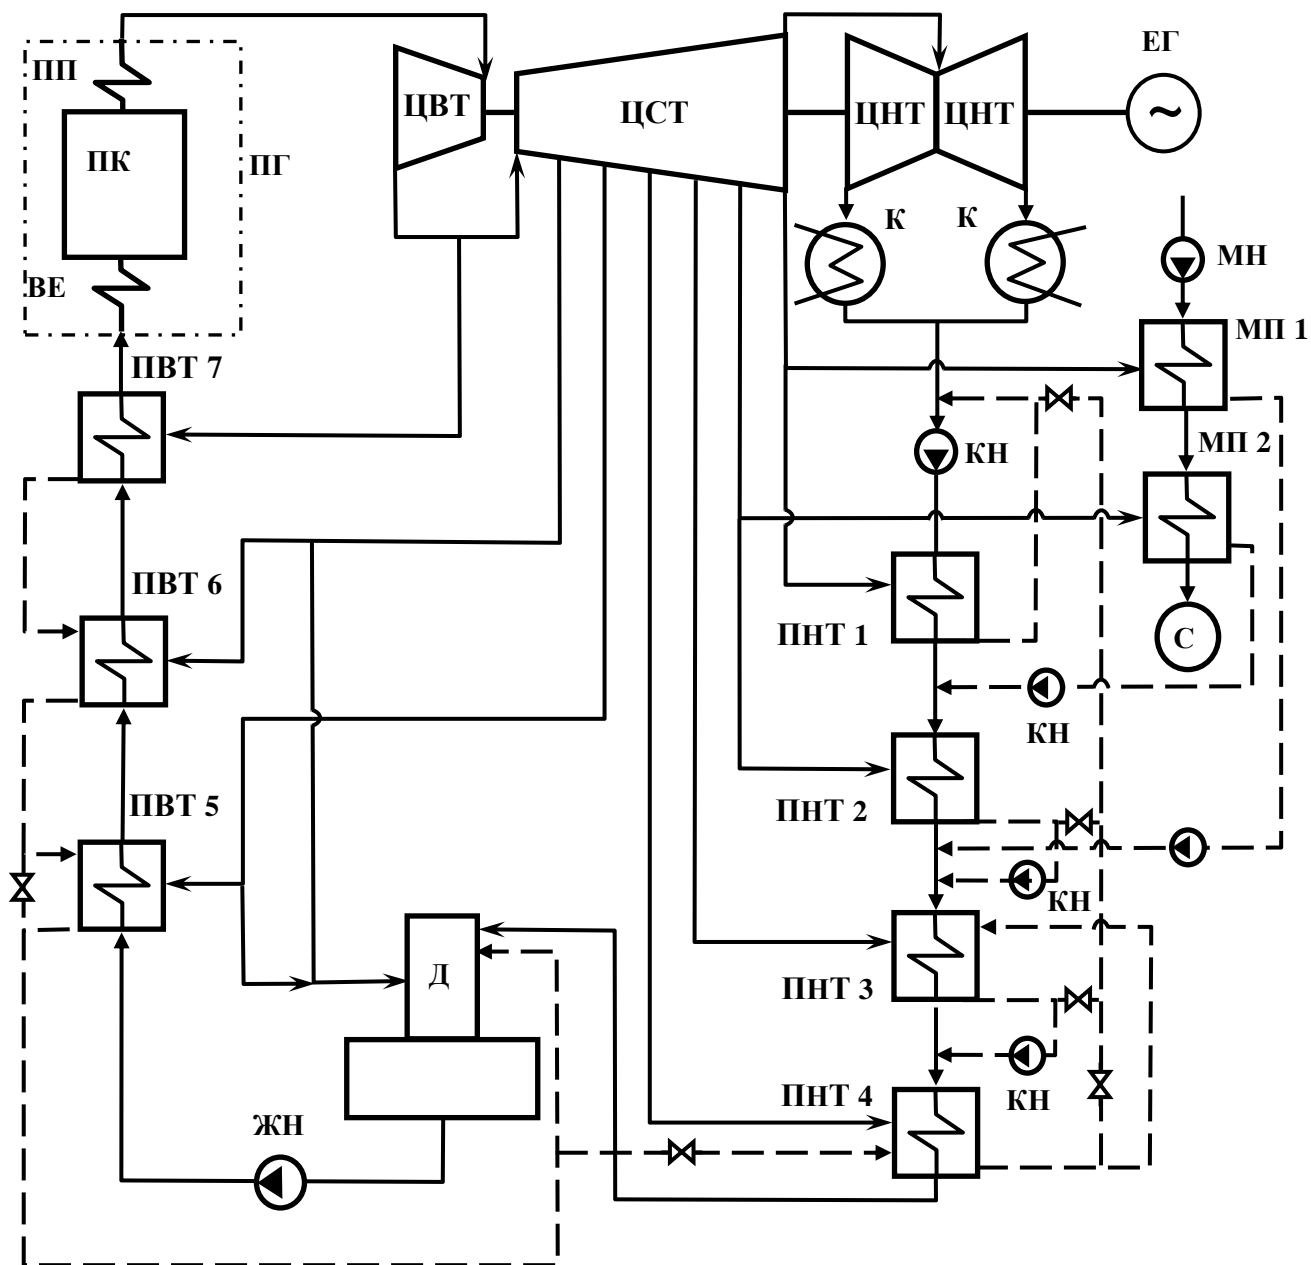 ЕГ
ПП
ЦВТ
ЦСТ
ЦНТ
ЦНТ
~
ПК
ПГ
К
К
МН
ВЕ
МП 1
ПВТ 7
МП 2
КН
ПВТ 6
ПНТ 1
С
КН
ПВТ 5
ПНТ 2
КН
Д
ПНТ 3
ПНТ 4
КН
ЖН